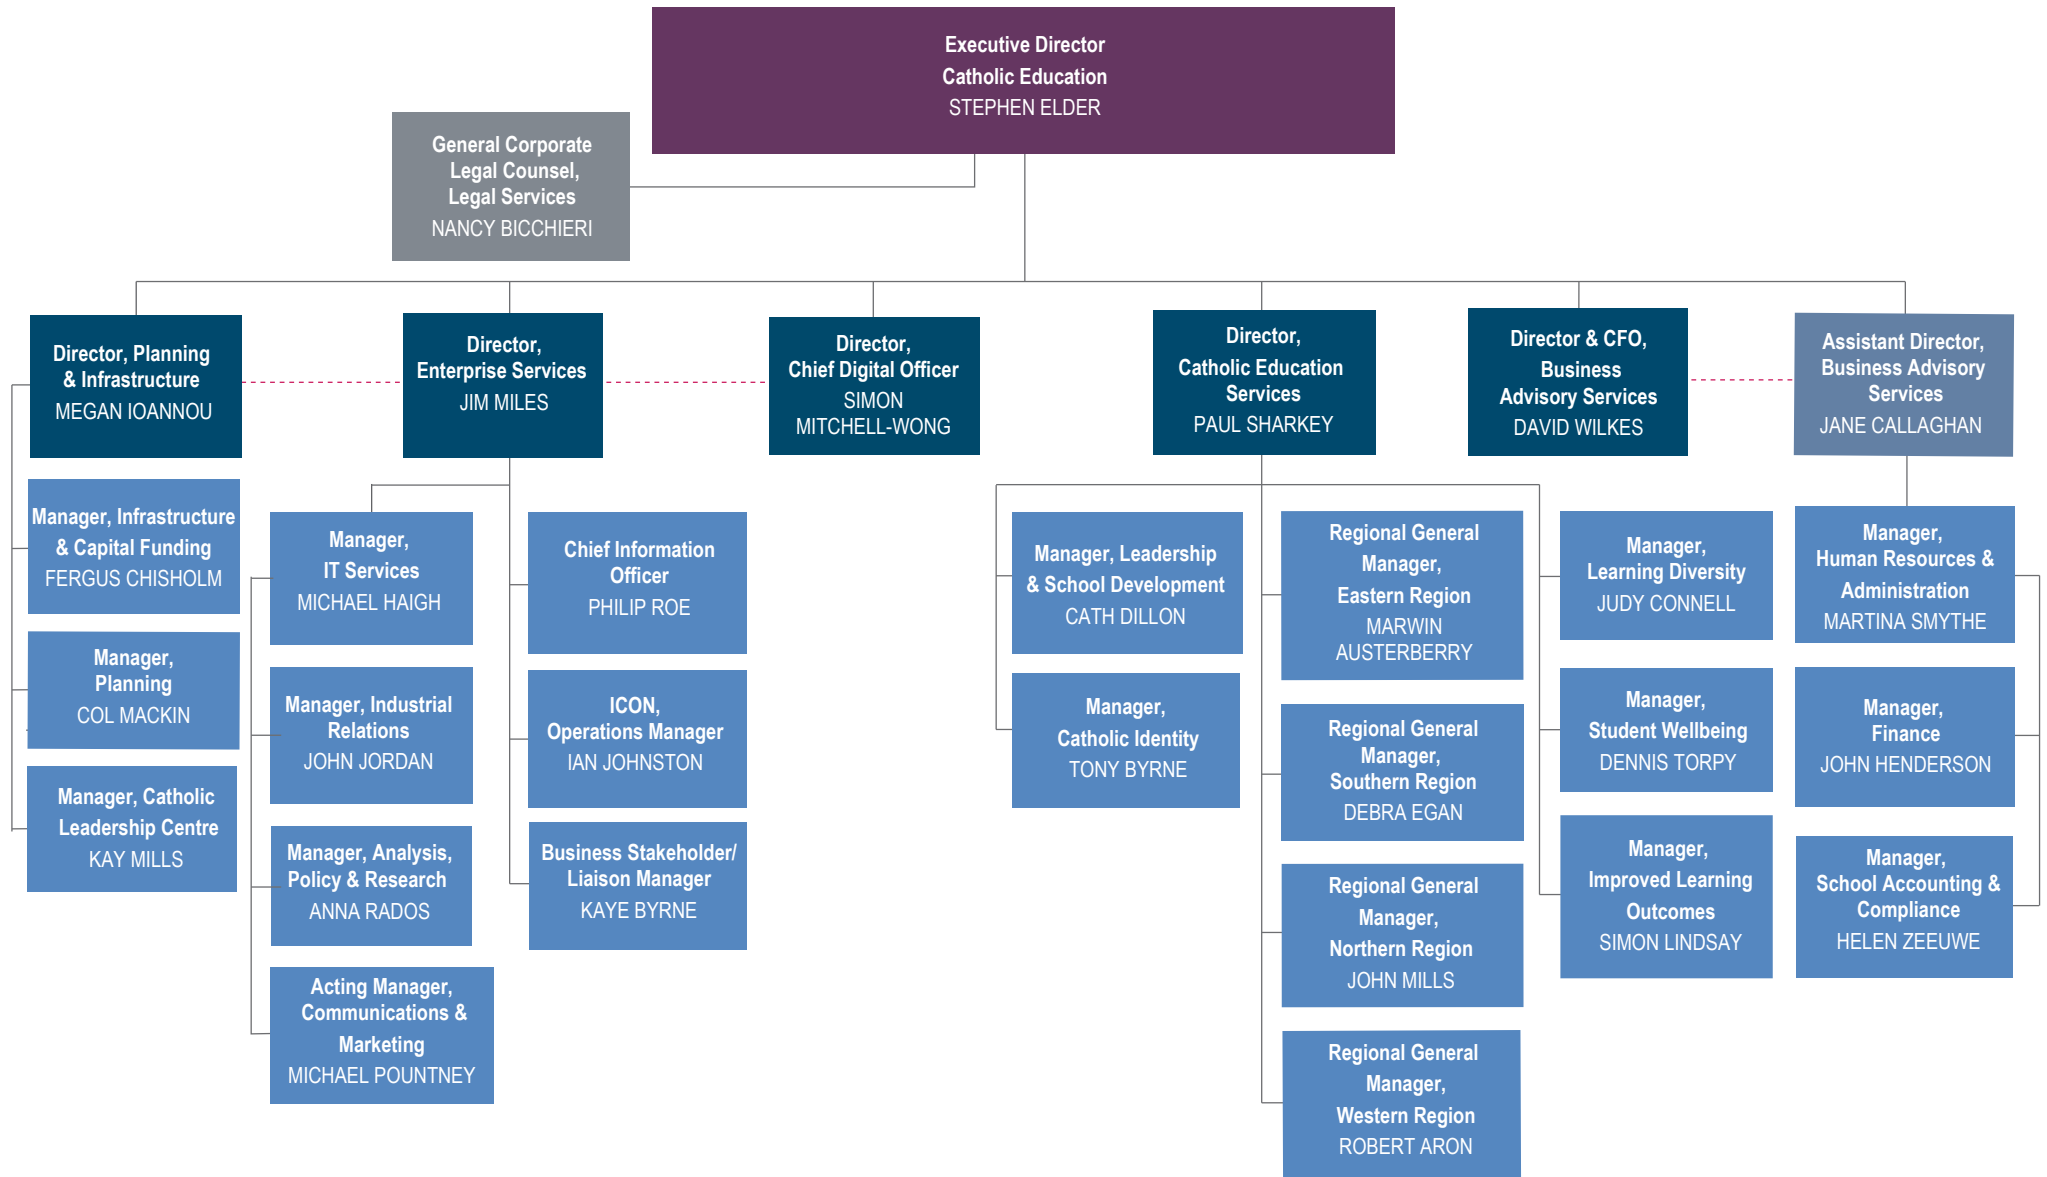 Executive Director
Catholic Education
STEPHEN ELDER
General Corporate
Legal Counsel,
Legal Services
NANCY BICCHIERI
Director, Planning
& Infrastructure
MEGAN IOANNOU
Director,
Enterprise Services
JIM MILES
Director,
Chief Digital Officer
SIMON
MITCHELL-WONG
Director,
Catholic Education
Services
PAUL SHARKEY
Director & CFO,
Business
Advisory Services
DAVID WILKES
Assistant Director,
Business Advisory
Services
JANE CALLAGHAN
Manager, Infrastructure
& Capital Funding
FERGUS CHISHOLM
Manager,
Planning
COL MACKIN
Manager, Catholic
Leadership Centre
KAY MILLS
Manager,
IT Services
MICHAEL HAIGH
Manager, Industrial
Relations
JOHN JORDAN
Manager, Analysis,
Policy & Research
ANNA RADOS
Acting Manager,
Communications &
Marketing
MICHAEL POUNTNEY
Chief Information
Officer
PHILIP ROE
ICON,
Operations Manager
IAN JOHNSTON
Business Stakeholder/
Liaison Manager
KAYE BYRNE
Manager, Leadership
& School Development
CATH DILLON
Manager,
Catholic Identity
TONY BYRNE
Regional General
Manager,
Eastern Region
MARWIN
AUSTERBERRY
Regional General
Manager,
Southern Region
DEBRA EGAN
Regional General
Manager,
Northern Region
JOHN MILLS
Regional General
Manager,
Western Region
ROBERT ARON
Manager,
Learning Diversity
JUDY CONNELL
Manager,
Student Wellbeing
DENNIS TORPY
Manager,
Improved Learning
Outcomes
SIMON LINDSAY
Manager,
Human Resources &
Administration
MARTINA SMYTHE
Manager,
Finance
JOHN HENDERSON
Manager,
School Accounting &
Compliance
HELEN ZEEUWE